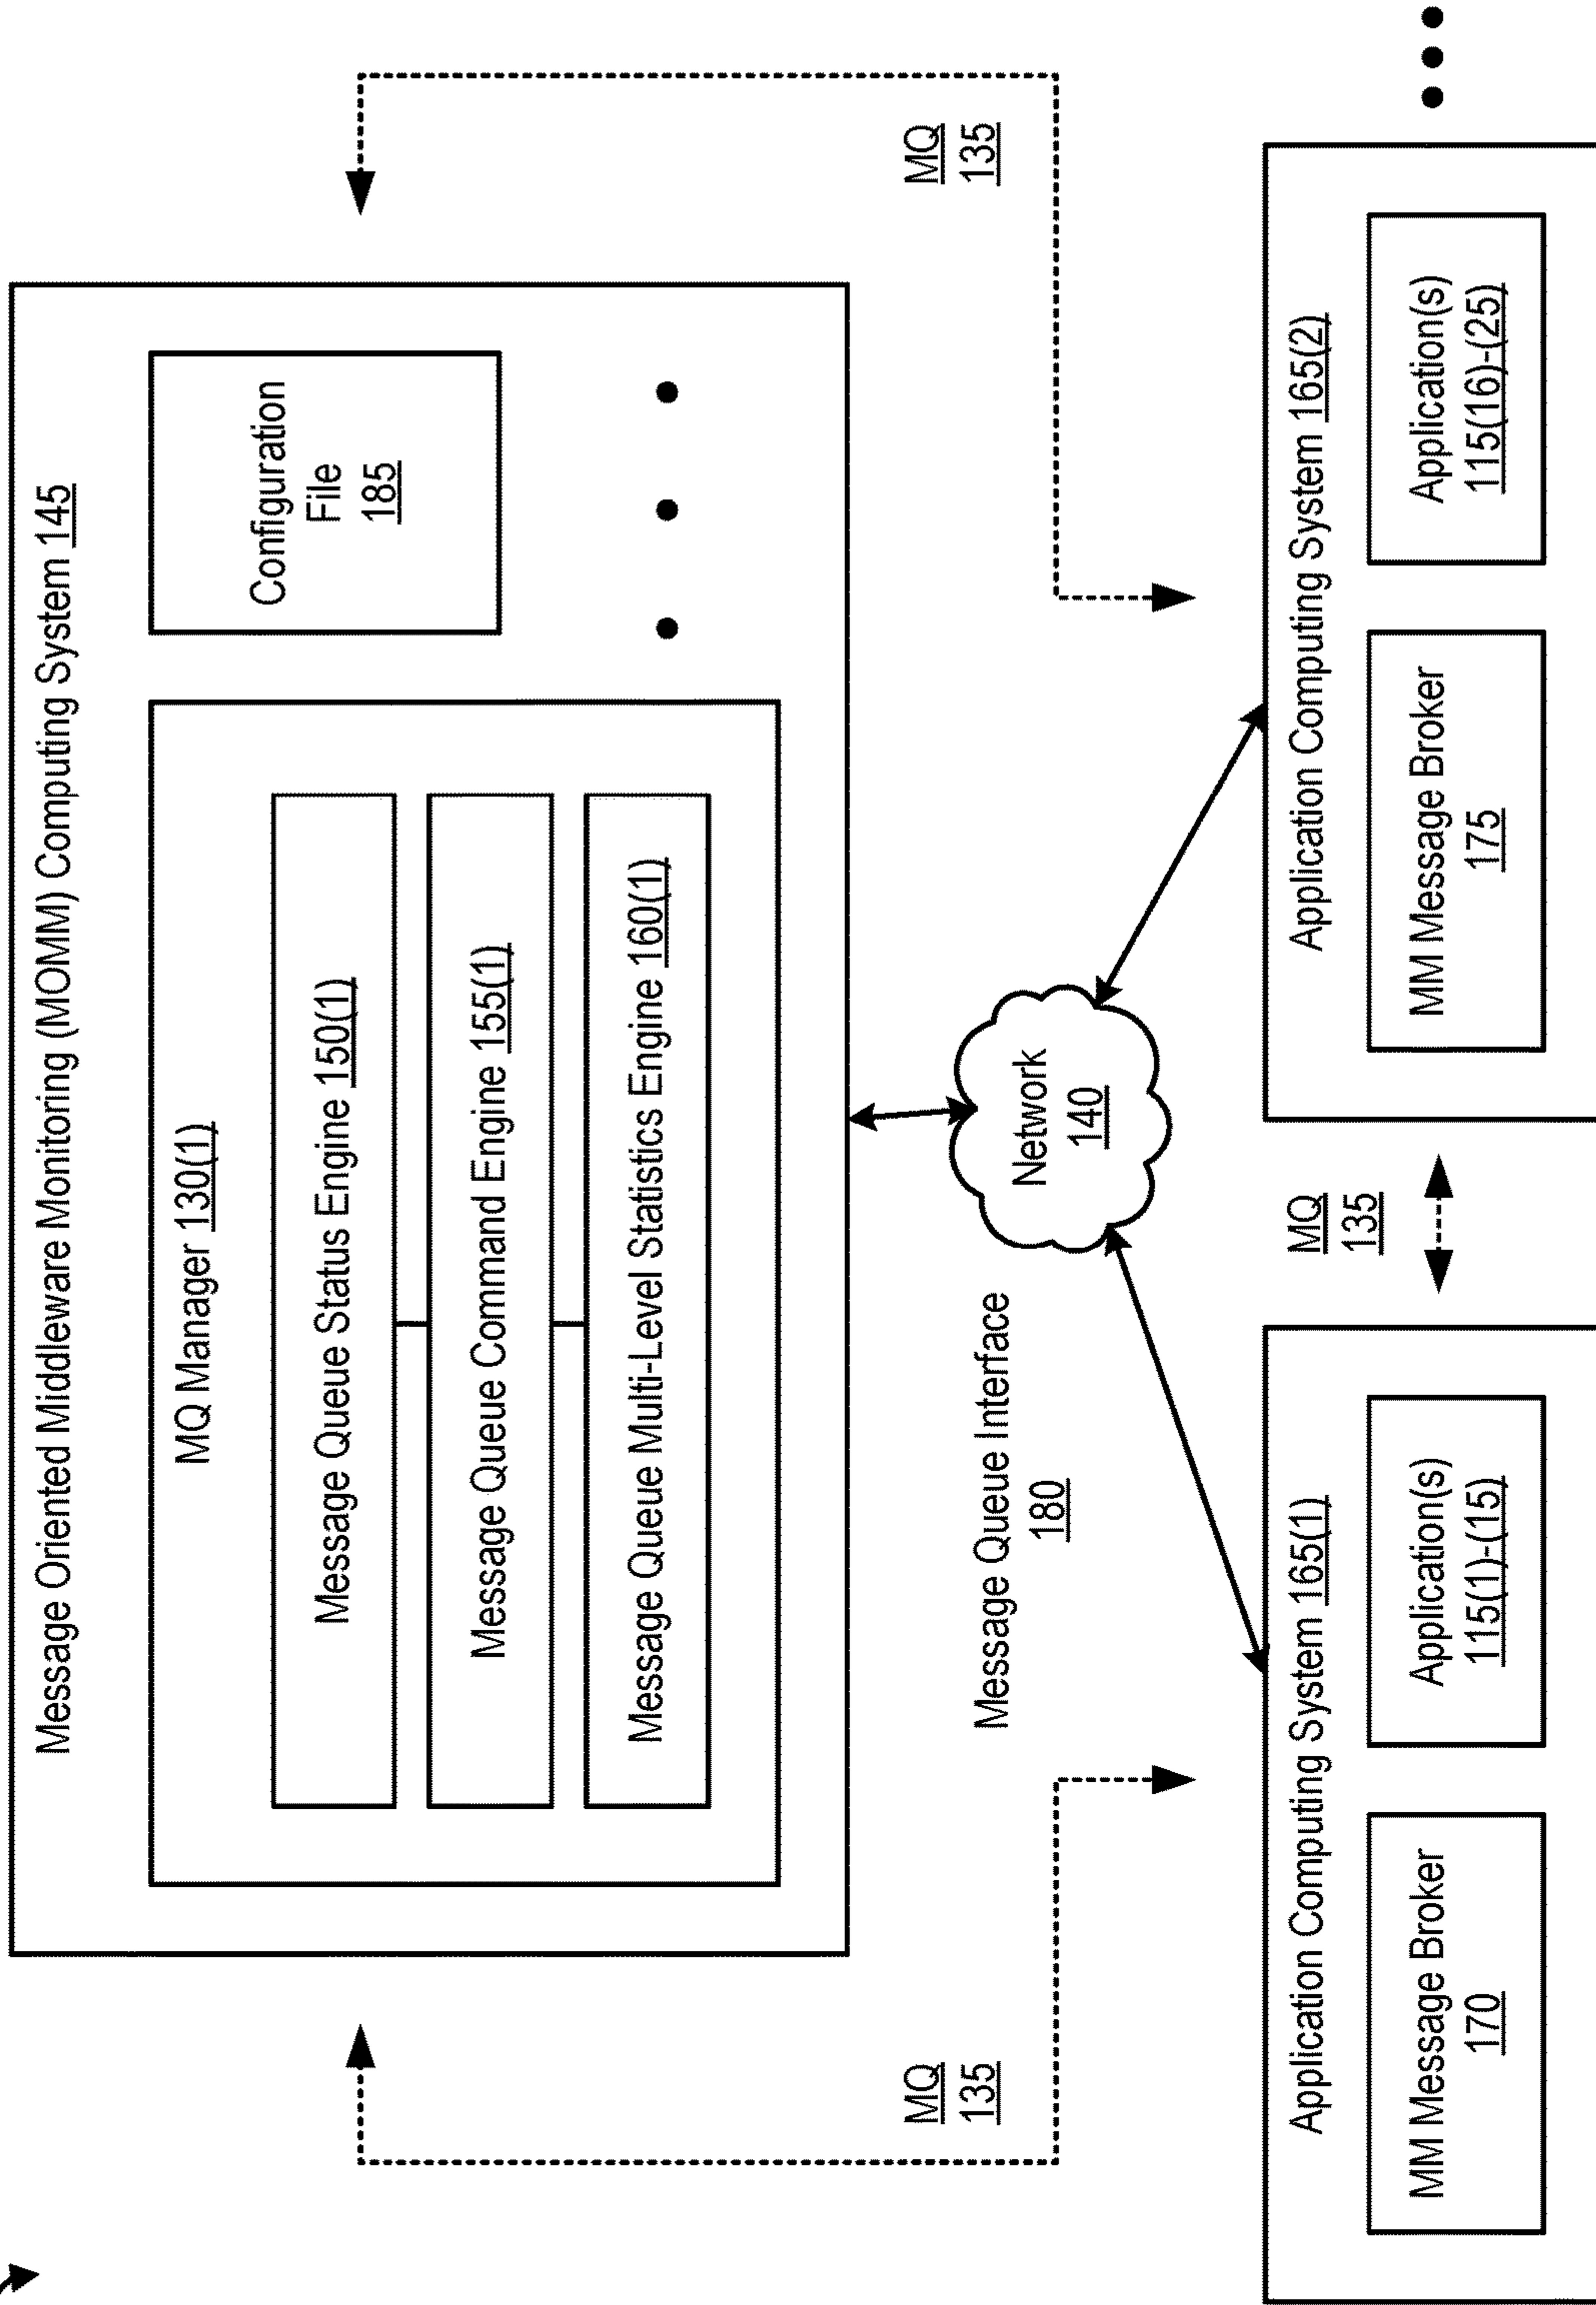 Message Oriented Middleware Monitoring (MOMM) Computing System 145
MQ Manager 130(1)
Message Queue Status Engine 150(1)
Message Queue Command Engine 155(1)
Message Queue Multi-Level Statistics Engine 160(1)
Configuration
File
185
MQ
135
Message Queue Interface
180
Network
140
MQ
135
Application Computing System 165(1)
MM Message Broker
170
Application(s)
115(1)-(15)
MQ
135
Application Computing System 165(2)
MM Message Broker
175
Application(s)
115(16)-(25)